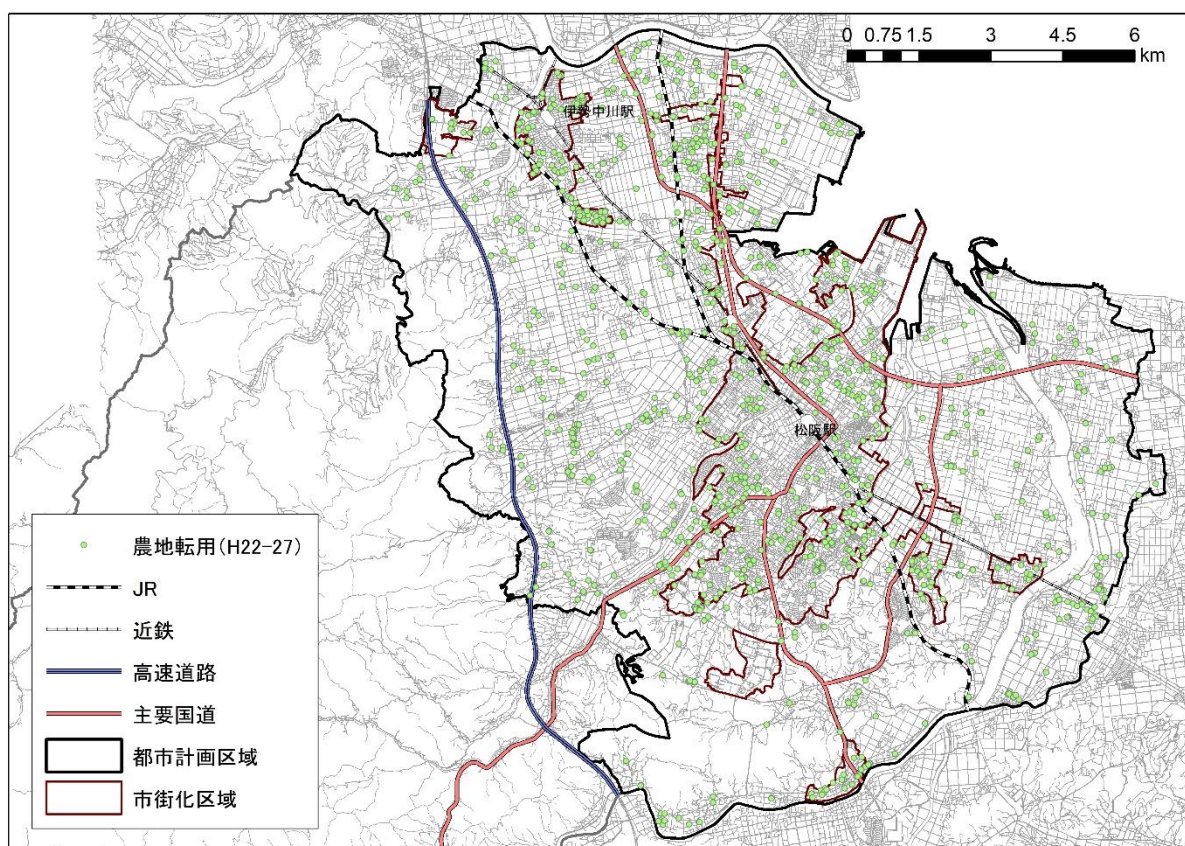 0 0.75 1.5 3 4.5 6
km
伊勢中川駅
松阪駅
農地転用(H22-27)
JR
近鉄
高速道路
主要国道
都市計画区域
市街化区域